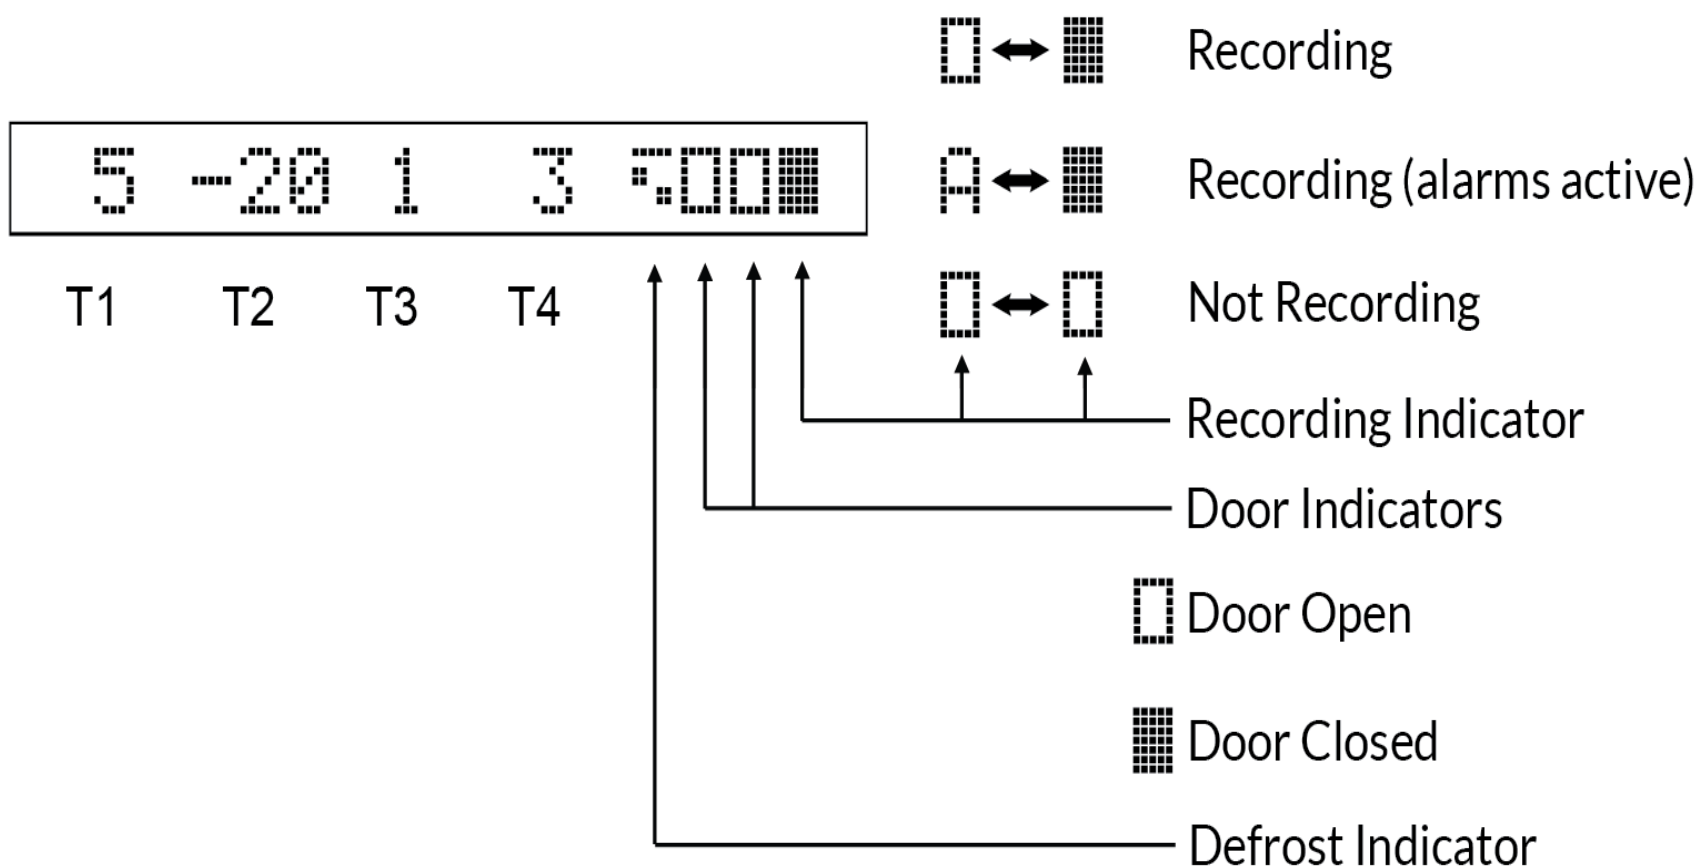 Recording
5 -20 1 3
A Recording (alarms active)
T1 T2 T3 T4
Not Recording
Recording Indicator
Door Indicators
Door Open
Door Closed
Defrost Indicator